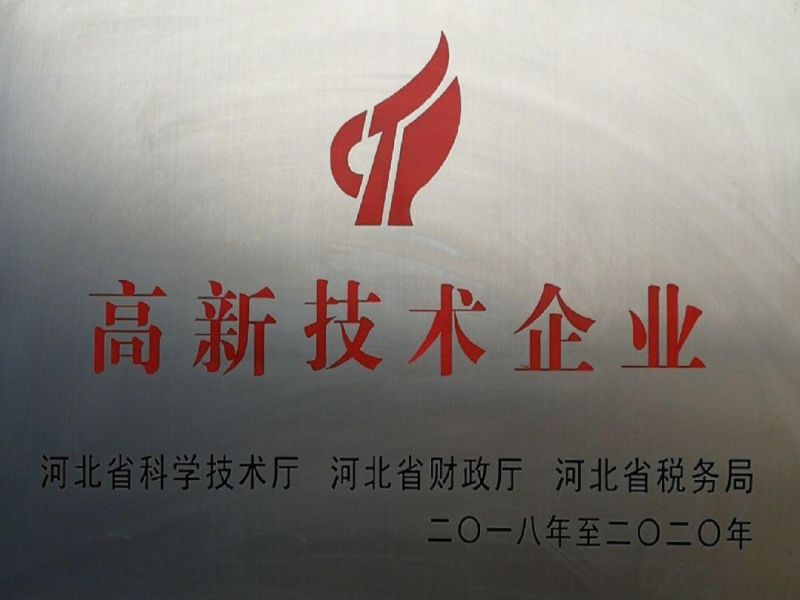 高新技术企业
河北省科学技术厅 河北省财政厅 河北省税务局
二〇一八年至二〇二〇年